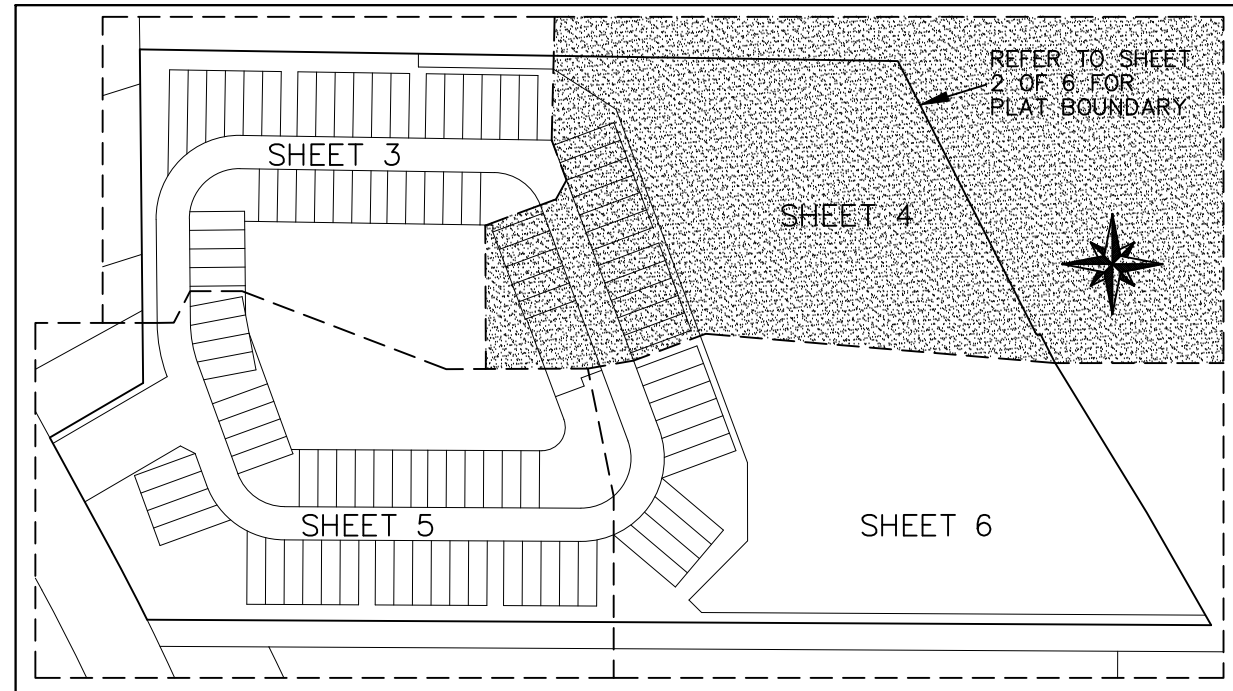 REFER TO SHEET
2 OF 6 FOR
PLAT BOUNDARY
SHEET 3
SHEET 4
SHEET 5
SHEET 6